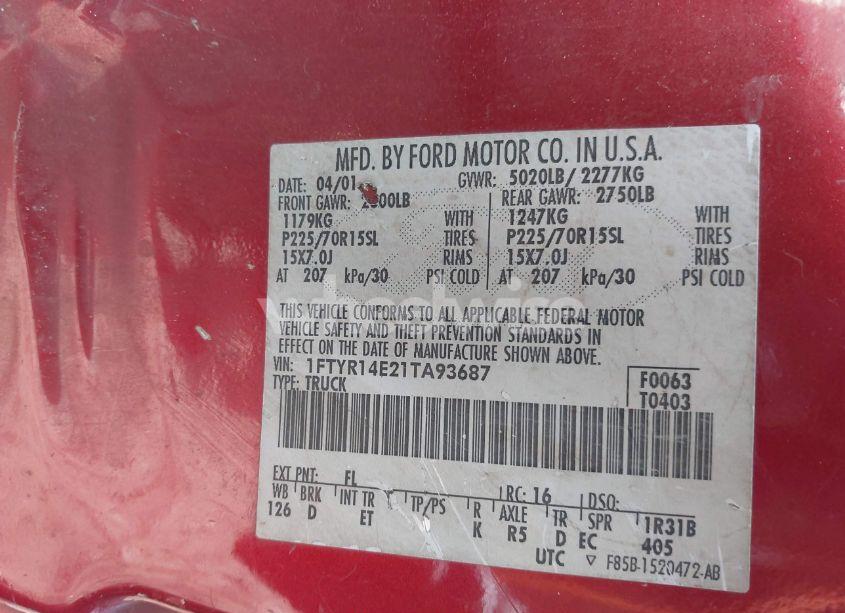 MFD. BY FORD MOTOR CO. IN U.S.A.
DATE: 04/01 GVWR: 5020LB/ 2277KG
FRONT GAWR: 2600LB REAR GAWR: 2750LB
1179KG WITH 1247KG WITH
P225/70R15SL TIRES P225/70R15SL TIRES
15X7.0J RIMS 15X7.0J RIMS
AT 207 kPa/30 PSI COLD AT 207 kPa/30 PSI COLD
THIS VEHICLE CONFORMS TO ALL APPLICABLE FEDERAL MOTOR
VEHICLE SAFETY AND THEFT PREVENTION STANDARDS IN
EFFECT ON THE DATE OF MANUFACTURE SHOWN ABOVE.
VIN: 1FTYR14E21TA93687
TYPE: TRUCK
F0063
T0403
EXT PNT: FL RC: 16 DSO:
WB BRK INT TR TP/PS R AXLE TR SPR 1R31B
126 D ET K R5 D EC 405
UTC F85B-1520472-AB